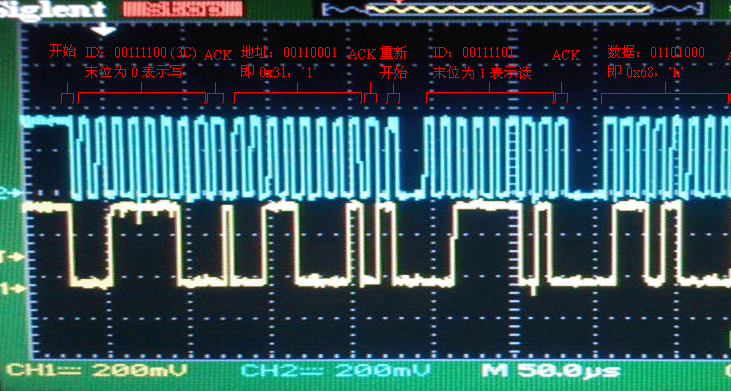 Siglent
开始 ID: 00111100(3C) ACK 地址: 00110001 ACK 重新 ID: 00111101 ACK 数据: 01101000
末位为 0 表示写 即 0x31, '1' 开始 末位为 1 表示读 即 0x68, 'h'
2
T
1
CH1 200mV CH2 200mV M 50.0μs